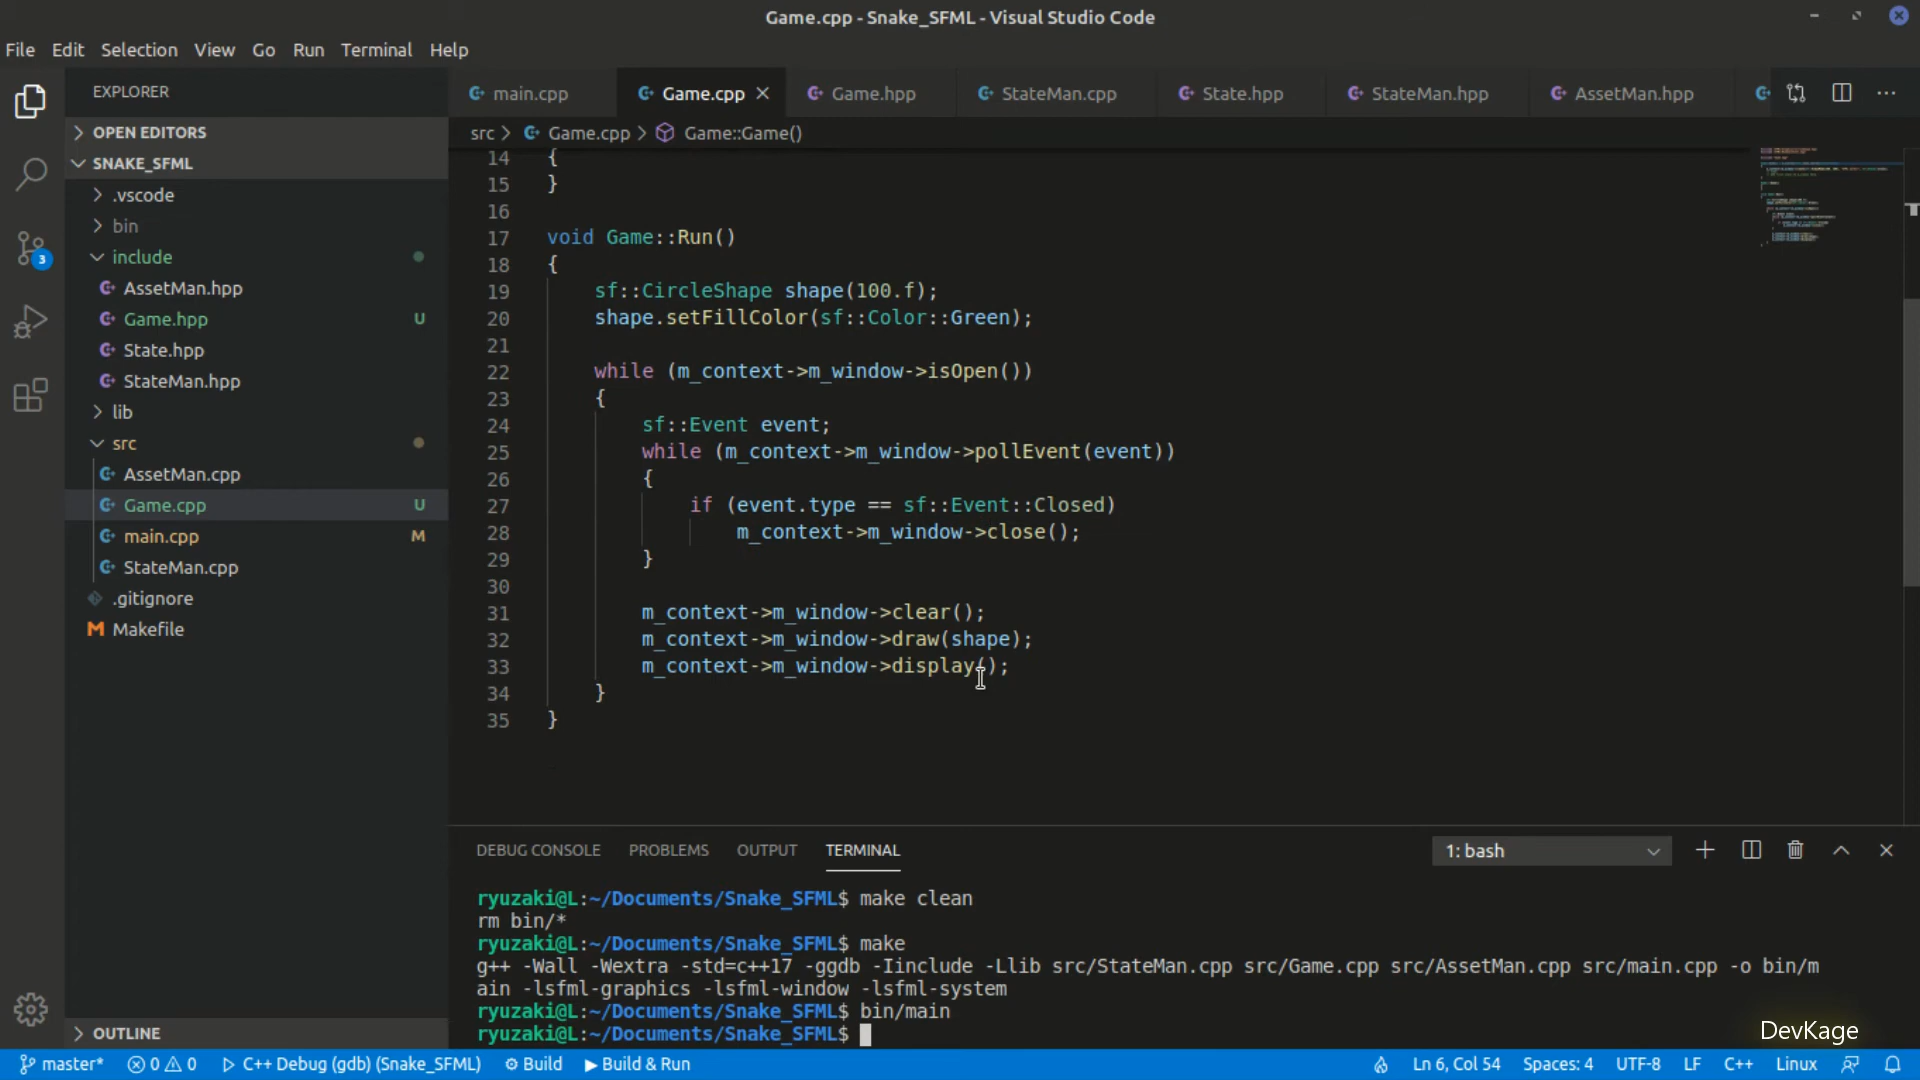 Game.cpp - Snake_SFML - Visual Studio Code
File Edit Selection View Go Run Terminal Help
EXPLORER
OPEN EDITORS
SNAKE_SFML
.vscode
bin
include
AssetMan.hpp
Game.hpp U
State.hpp
StateMan.hpp
lib
src
AssetMan.cpp
Game.cpp U
main.cpp M
StateMan.cpp
.gitignore
Makefile
OUTLINE
3
main.cpp Game.cpp Game.hpp StateMan.cpp State.hpp StateMan.hpp AssetMan.hpp
src > Game.cpp > Game::Game()
14 {
15 }
16
17 void Game::Run()
18 {
19 sf::CircleShape shape(100.f);
20 shape.setFillColor(sf::Color::Green);
21
22 while (m_context->m_window->isOpen())
23 {
24 sf::Event event;
25 while (m_context->m_window->pollEvent(event))
26 {
27 if (event.type == sf::Event::Closed)
28 m_context->m_window->close();
29 }
30
31 m_context->m_window->clear();
32 m_context->m_window->draw(shape);
33 m_context->m_window->display();
34 }
35 }
DEBUG CONSOLE PROBLEMS OUTPUT TERMINAL 1: bash
ryuzaki@L:~/Documents/Snake_SFML$ make clean
rm bin/*
ryuzaki@L:~/Documents/Snake_SFML$ make
g++ -Wall -Wextra -std=c++17 -ggdb -Iinclude -Llib src/StateMan.cpp src/Game.cpp src/AssetMan.cpp src/main.cpp -o bin/m
ain -lsfml-graphics -lsfml-window -lsfml-system
ryuzaki@L:~/Documents/Snake_SFML$ bin/main
ryuzaki@L:~/Documents/Snake_SFML$
DevKage
master* 0 0 C++ Debug (gdb) (Snake_SFML) Build Build & Run Ln 6, Col 54 Spaces: 4 UTF-8 LF C++ Linux